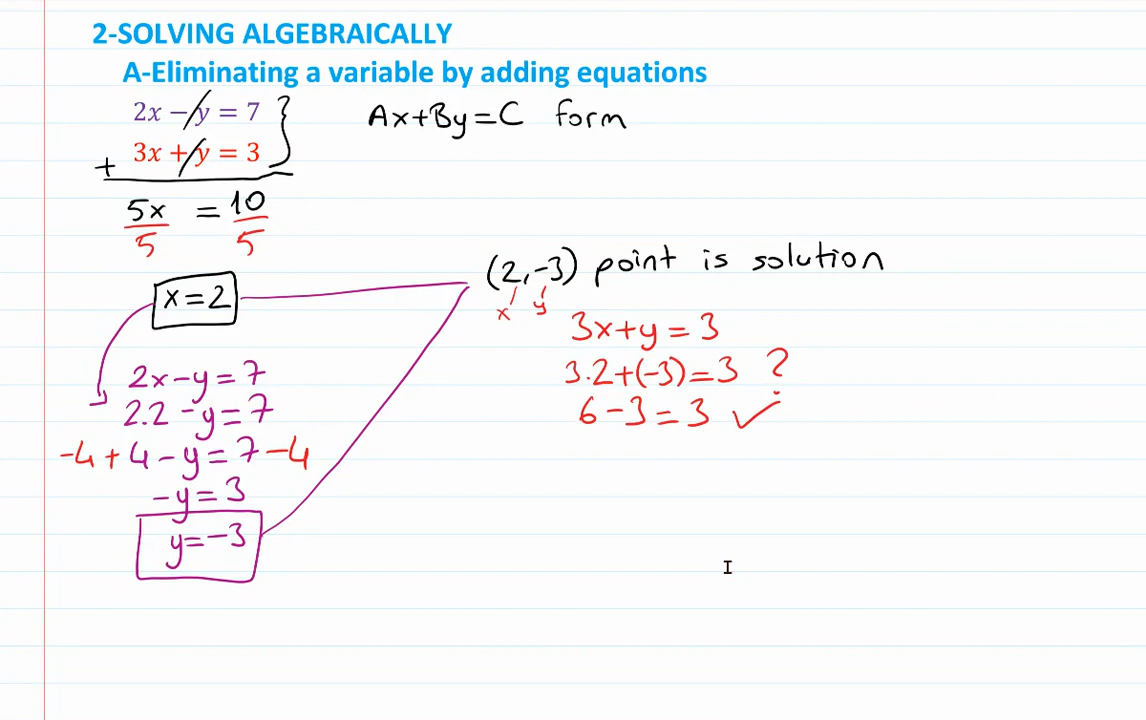 2-SOLVING ALGEBRAICALLY
A-Eliminating a variable by adding equations
2x − y = 7
Ax+By=C form
3x + y = 3
+
5x = 10
5 5
(2,-3) point is solution
x y
x=2
3x+y=3
2x-y=7
3.2+(-3)=3 ?
2.2-y=7
6-3=3 ✓
-4+4-y=7-4
-y=3
y=-3